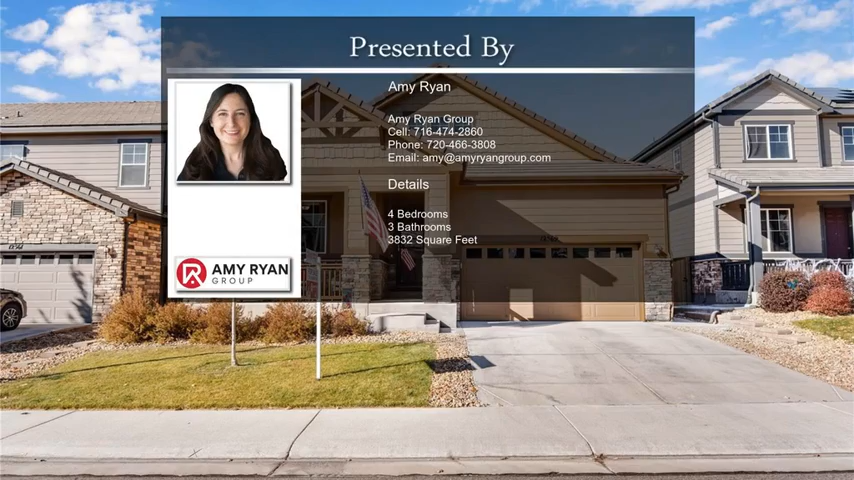 Presented By
Amy Ryan
Amy Ryan Group
Cell: 716-474-2860
Phone: 720-466-3808
Email: amy@amyryangroup.com
Details
4 Bedrooms
3 Bathrooms
3832 Square Feet
AMY RYAN
GROUP